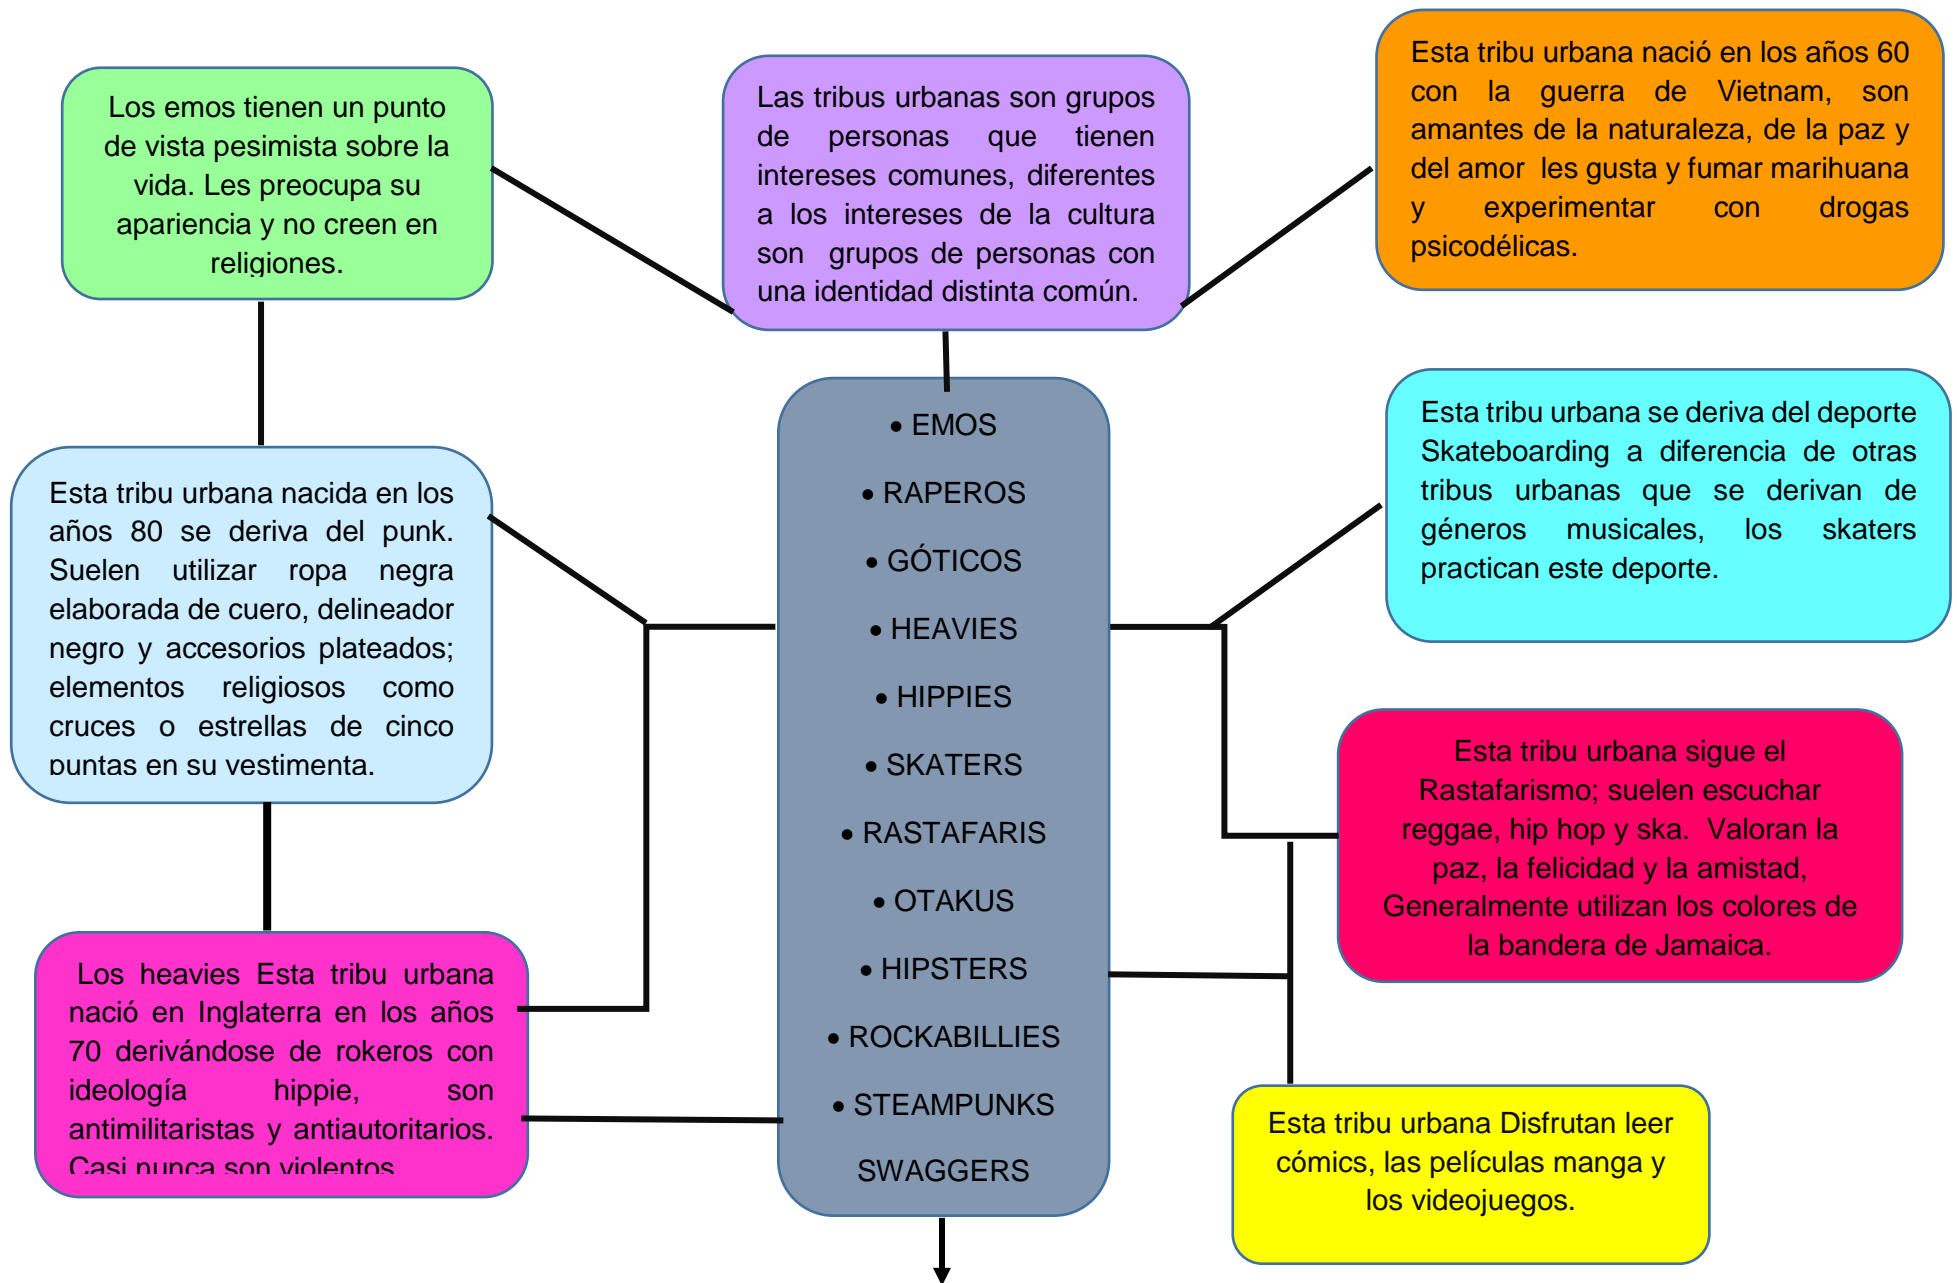 Los emos tienen un punto
de vista pesimista sobre la
vida. Les preocupa su
apariencia y no creen en
religiones.
Las tribus urbanas son grupos
de personas que tienen
intereses comunes, diferentes
a los intereses de la cultura
son grupos de personas con
una identidad distinta común.
Esta tribu urbana nació en los años 60
con la guerra de Vietnam, son
amantes de la naturaleza, de la paz y
del amor les gusta y fumar marihuana
y experimentar con drogas
psicodélicas.
Esta tribu urbana nacida en los
años 80 se deriva del punk.
Suelen utilizar ropa negra
elaborada de cuero, delineador
negro y accesorios plateados;
elementos religiosos como
cruces o estrellas de cinco
puntas en su vestimenta.
• EMOS
• RAPEROS
• GÓTICOS
• HEAVIES
• HIPPIES
• SKATERS
• RASTAFARIS
• OTAKUS
• HIPSTERS
• ROCKABILLIES
• STEAMPUNKS
SWAGGERS
Esta tribu urbana se deriva del deporte
Skateboarding a diferencia de otras
tribus urbanas que se derivan de
géneros musicales, los skaters
practican este deporte.
Esta tribu urbana sigue el
Rastafarismo; suelen escuchar
reggae, hip hop y ska. Valoran la
paz, la felicidad y la amistad,
Generalmente utilizan los colores de
la bandera de Jamaica.
Los heavies Esta tribu urbana
nació en Inglaterra en los años
70 derivándose de rokeros con
ideología hippie, son
antimilitaristas y antiautoritarios.
Casi nunca son violentos
Esta tribu urbana Disfrutan leer
cómics, las películas manga y
los videojuegos.